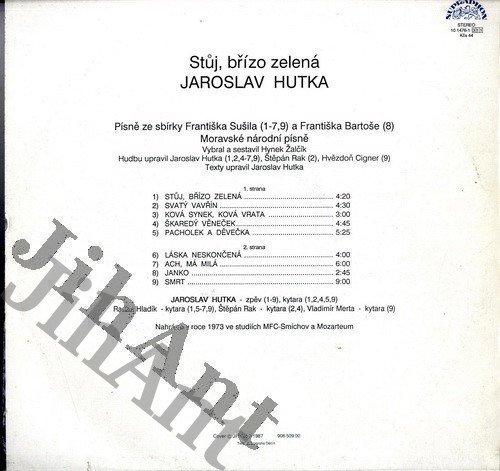 SUPRAPHON
STEREO
10 1476-1
Kčs 44
Stůj, břízo zelená
JAROSLAV HUTKA
Písně ze sbírky Františka Sušila (1-7,9) a Františka Bartoše (8)
Moravské národní písně
Vybral a sestavil Hynek Žalčík
Hudbu upravil Jaroslav Hutka (1,2,4-7,9), Štěpán Rak (2), Hvězdoň Cigner (9)
Texty upravil Jaroslav Hutka
1. strana
1) STŮJ, BŘÍZO ZELENÁ 4:20
2) SVATÝ VAVŘÍN 4:30
3) KOVÁ SYNEK, KOVÁ VRATA 3:00
4) ŠKAREDÝ VĚNEČEK 4:45
5) PACHOLEK A DĚVEČKA 5:25
2. strana
6) LÁSKA NESKONČENÁ 4:00
7) ACH, MÁ MILÁ 6:00
8) JANKO 2:45
9) SMRT 9:00
JAROSLAV HUTKA - zpěv (1-9), kytara (1,2,4,5,9)
Hladík - kytara (1,5-7,9), Štěpán Rak - kytara (2,4), Vladimír Merta - kytara (9)
v roce 1973 ve studiích MFC-Smíchov a Mozarteum
1987
JihAnt